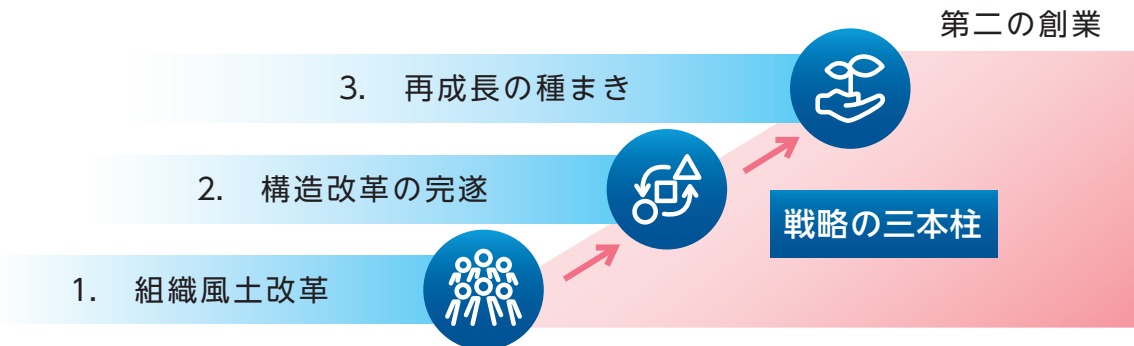 第二の創業
3. 再成長の種まき
2. 構造改革の完遂
戦略の三本柱
1. 組織風土改革